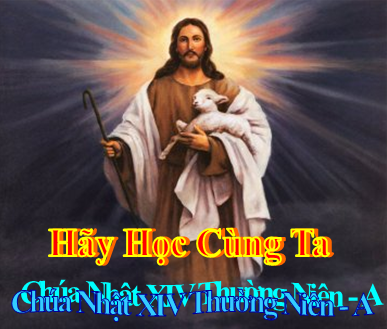 Hãy Học Cùng Ta
Chúa Nhật XIV Thường Niên - A